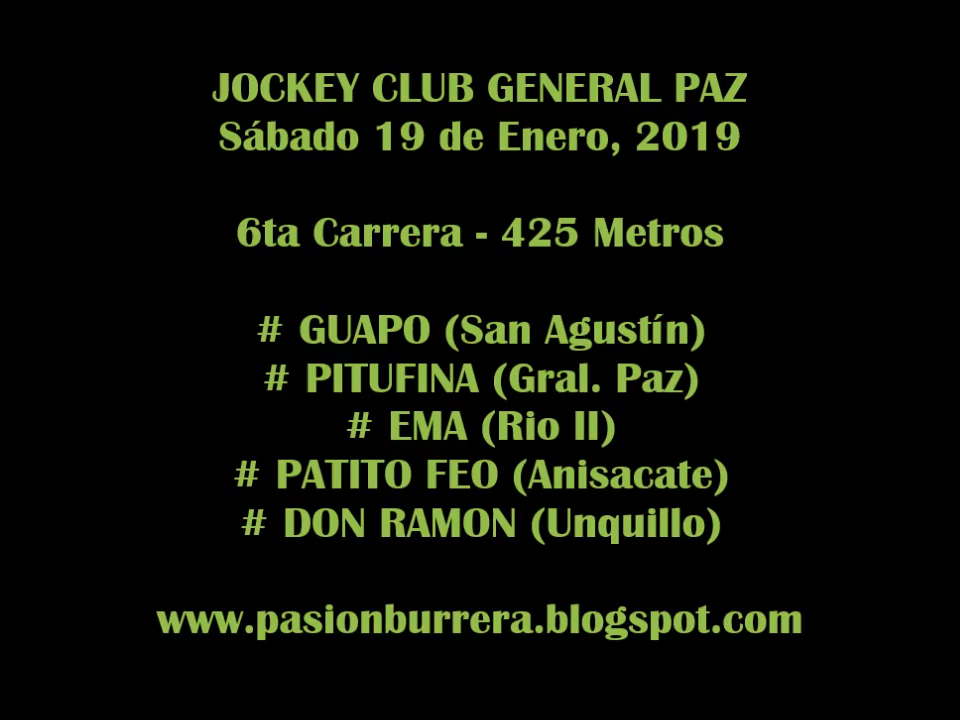 JOCKEY CLUB GENERAL PAZ
Sábado 19 de Enero, 2019
6ta Carrera - 425 Metros
# GUAPO (San Agustín)
# PITUFINA (Gral. Paz)
# EMA (Rio II)
# PATITO FEO (Anisacate)
# DON RAMON (Unquillo)
www.pasionburrera.blogspot.com